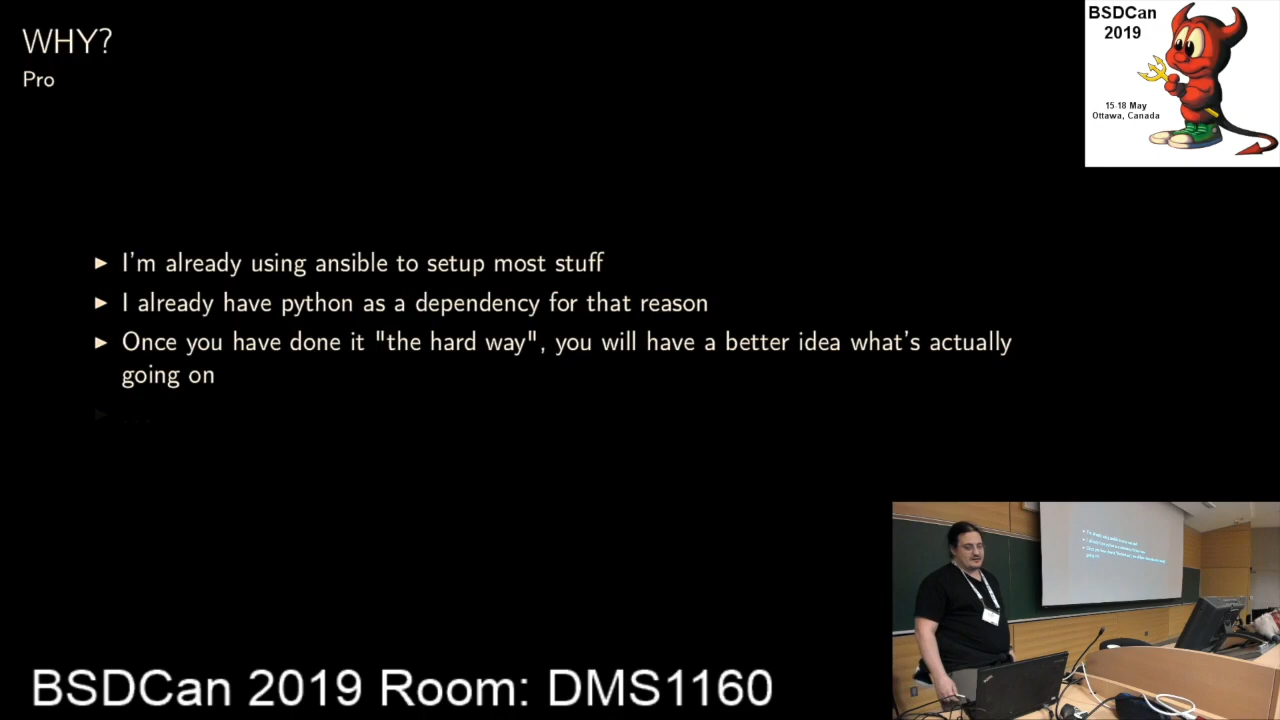 WHY?
Pro
BSDCan
2019
15-18 May
Ottawa, Canada
► I'm already using ansible to setup most stuff
► I already have python as a dependency for that reason
► Once you have done it "the hard way", you will have a better idea what's actually
going on
► ...
BSDCan 2019 Room: DMS1160